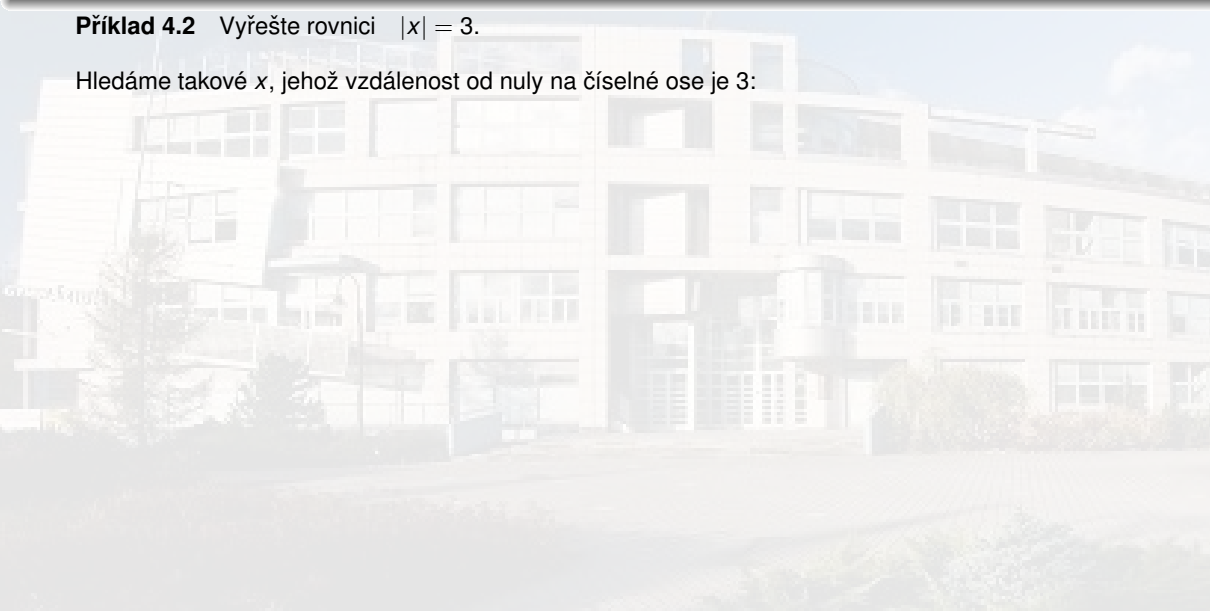 Příklad 4.2 Vyřešte rovnici |x| = 3.
Hledáme takové x, jehož vzdálenost od nuly na číselné ose je 3: